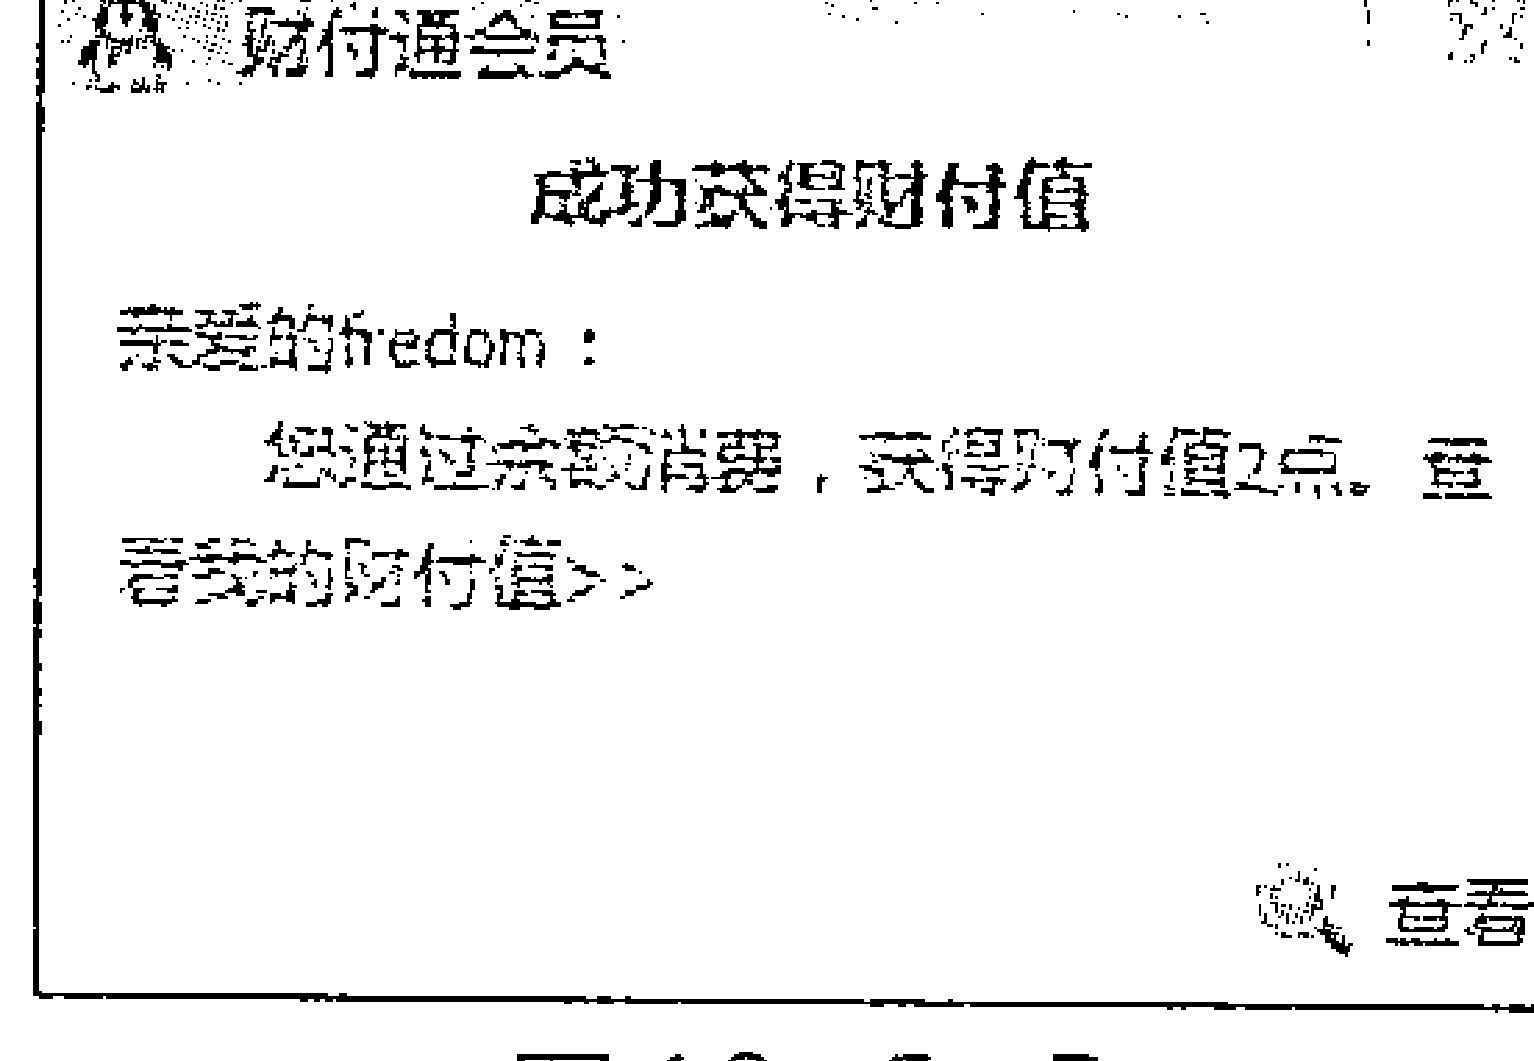 财付通会员
成功获得财付值
亲爱的fredom：
您通过余额消费，获得财付值2点。查
看我的财付值>>
查看